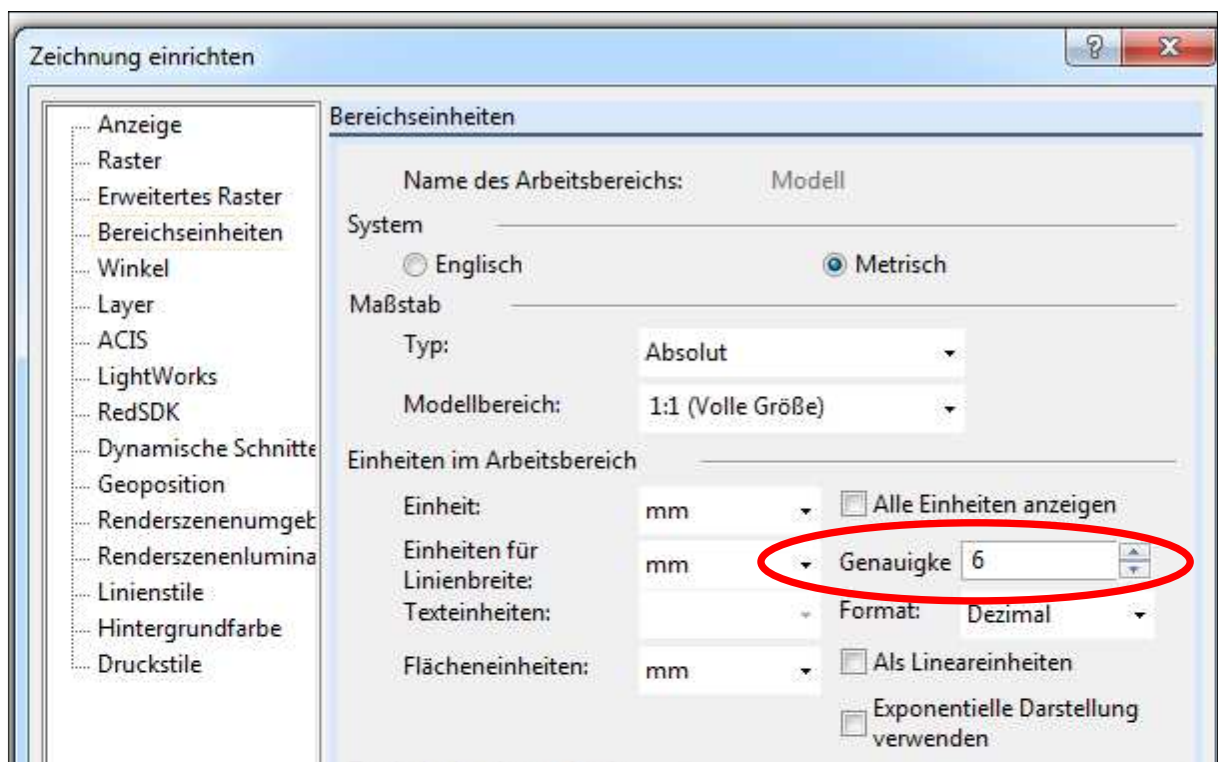 Zeichnung einrichten
?
Anzeige
Raster
Erweitertes Raster
Bereichseinheiten
Winkel
Layer
ACIS
LightWorks
RedSDK
Dynamische Schnitte
Geoposition
Renderszenenumgeb
Renderszenenlumina
Linienstile
Hintergrundfarbe
Druckstile
Bereichseinheiten
Name des Arbeitsbereichs: Modell
System
Englisch Metrisch
Maßstab
Typ: Absolut
Modellbereich: 1:1 (Volle Größe)
Einheiten im Arbeitsbereich
Einheit: mm Alle Einheiten anzeigen
Einheiten für
Linienbreite: mm Genauigke 6
Texteinheiten: Format: Dezimal
Flächeneinheiten: mm Als Lineareinheiten
Exponentielle Darstellung
verwenden